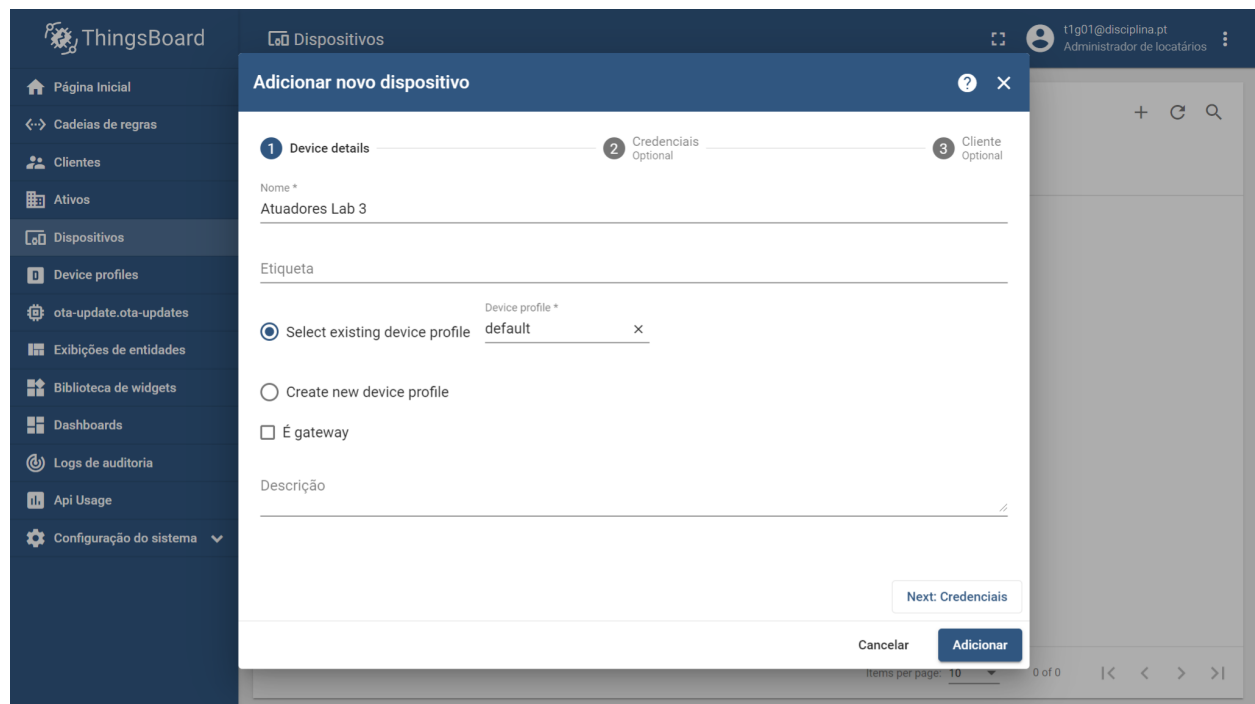 ThingsBoard
Dispositivos
t1g01@disciplina.pt
Administrador de locatários
Página Inicial
Cadeias de regras
Clientes
Ativos
Dispositivos
Device profiles
ota-update.ota-updates
Exibições de entidades
Biblioteca de widgets
Dashboards
Logs de auditoria
Api Usage
Configuração do sistema
Adicionar novo dispositivo
1 Device details
2 Credenciais
Optional
3 Cliente
Optional
Nome *
Atuadores Lab 3
Etiqueta
Select existing device profile
Device profile *
default
Create new device profile
É gateway
Descrição
Next: Credenciais
Cancelar
Adicionar
Items per page: 10
0 of 0